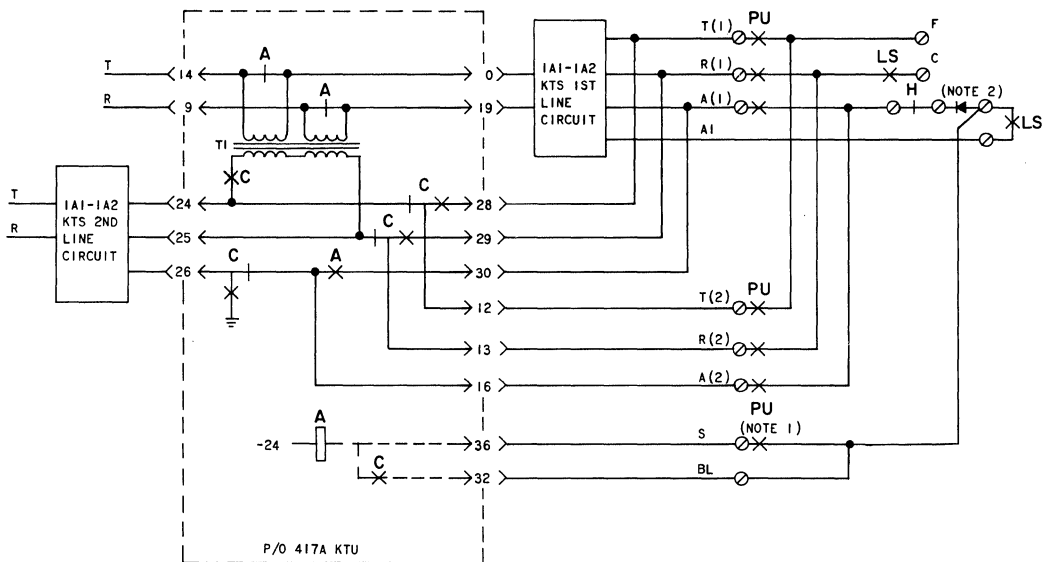 T 14 A 0 T(1) PU F
R 9 A 19 R(1) LS C
1A1-1A2
KTS 1ST
LINE
CIRCUIT
A(1) H (NOTE 2)
LS
A1
T1
C
T 24 C 28
R 25 C 29
1A1-1A2
KTS 2ND
LINE
CIRCUIT
26 C A 30
12 T(2) PU
13 R(2)
16 A(2)
PU
(NOTE 1)
-24 A 36 S
C 32 BL
P/O 417A KTU